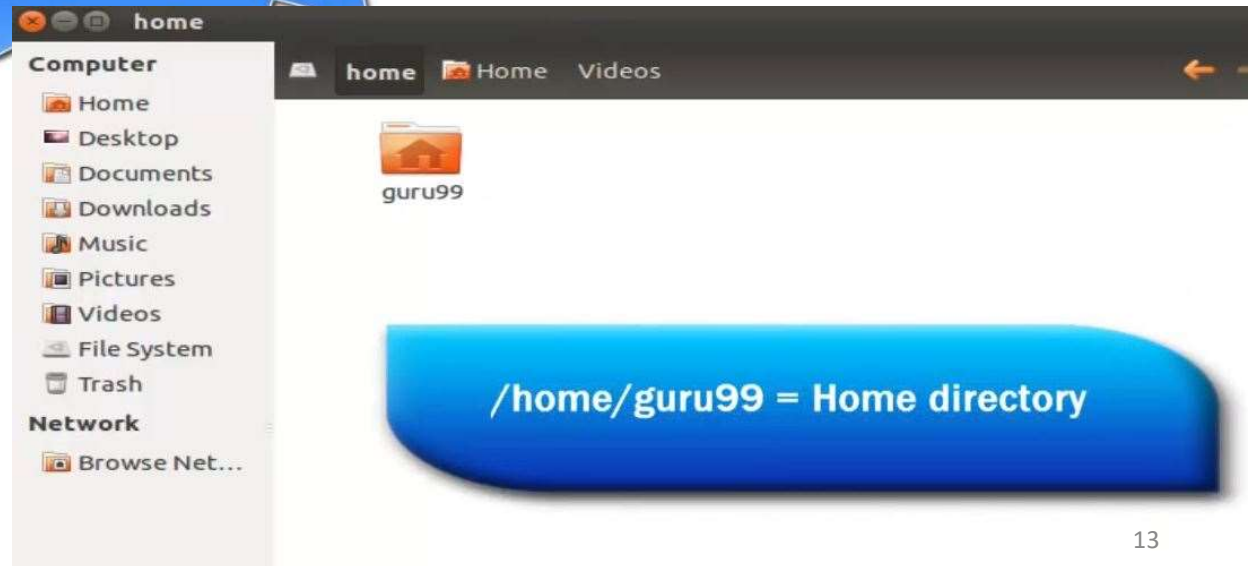 home
Computer
Home
Desktop
Documents
Downloads
Music
Pictures
Videos
File System
Trash
Network
Browse Net...
home Home Videos
guru99
/home/guru99 = Home directory
13